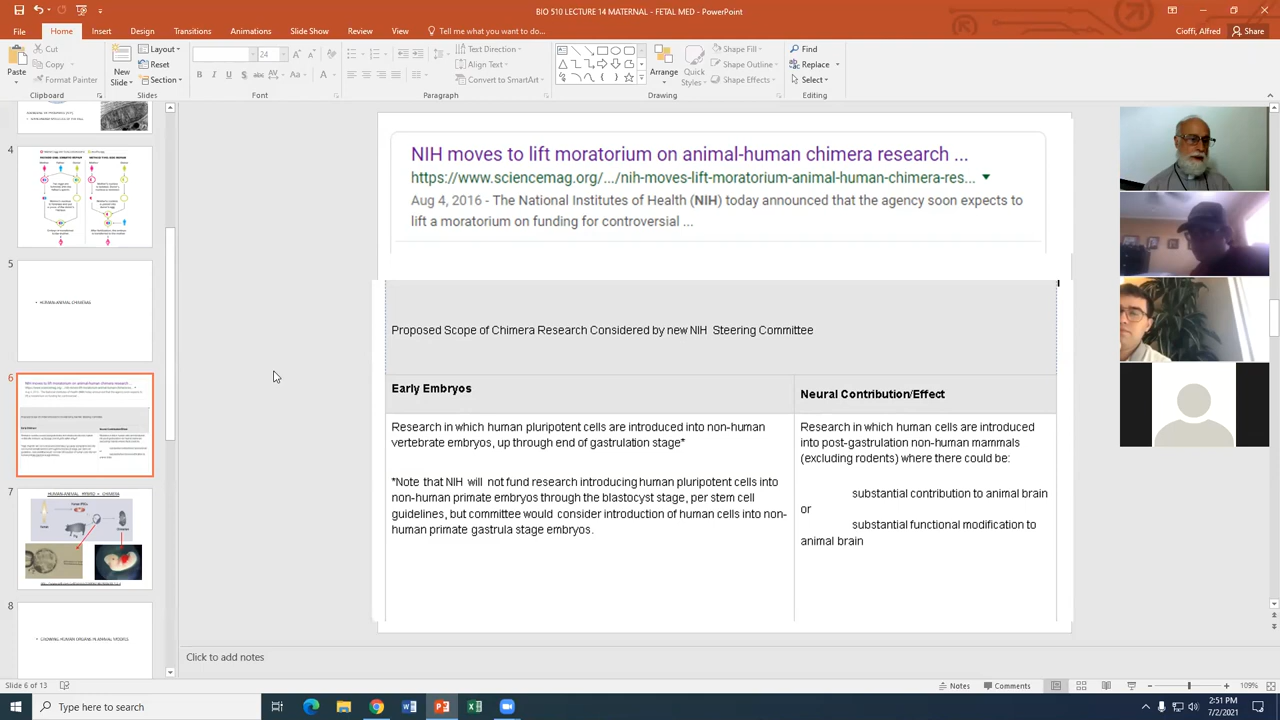 BIO 510 LECTURE 14 MATERNAL - FETAL MED - PowerPoint
Cioffi, Alfred
File Home Insert Design Transitions Animations Slide Show Review View Tell me what you want to do... Share
Paste
Cut
Copy
Format Painter
Clipboard
New Slide
Layout
Reset
Section
Slides
24
Font
Text Direction
Align Text
Convert to SmartArt
Paragraph
Arrange
Quick Styles
Shape Fill
Shape Outline
Shape Effects
Drawing
Find
Replace
Select
Editing
4
5
HUMAN-ANIMAL CHIMERAS
6
7
8
GROWING HUMAN ORGANS IN ANIMAL MODELS
NIH moves to lift moratorium on animal-human chimera research ...
https://www.sciencemag.org/.../nih-moves-lift-moratorium-animal-human-chimera-res...
Aug 4, 2016 - The National Institutes of Health (NIH) today announced that the agency soon expects to
lift a moratorium on funding for controversial ...
Proposed Scope of Chimera Research Considered by new NIH Steering Committee
Early Embryos
Neural Contribution/Effect
Research in which human pluripotent cells are introduced into non-human
vertebrate embryos, up through end of gastrulation stage*
*Note that NIH will not fund research introducing human pluripotent cells into
non-human primate embryos through the blastocyst stage, per stem cell
guidelines, but committee would consider introduction of human cells into non-
human primate gastrula stage embryos.
Research in which human cells are introduced
into post-gastrulation non-human mammals
(excluding rodents) where there could be:
substantial contribution to animal brain
or
substantial functional modification to
animal brain
Click to add notes
Slide 6 of 13
Notes
Comments
109%
Type here to search
2:51 PM
7/2/2021